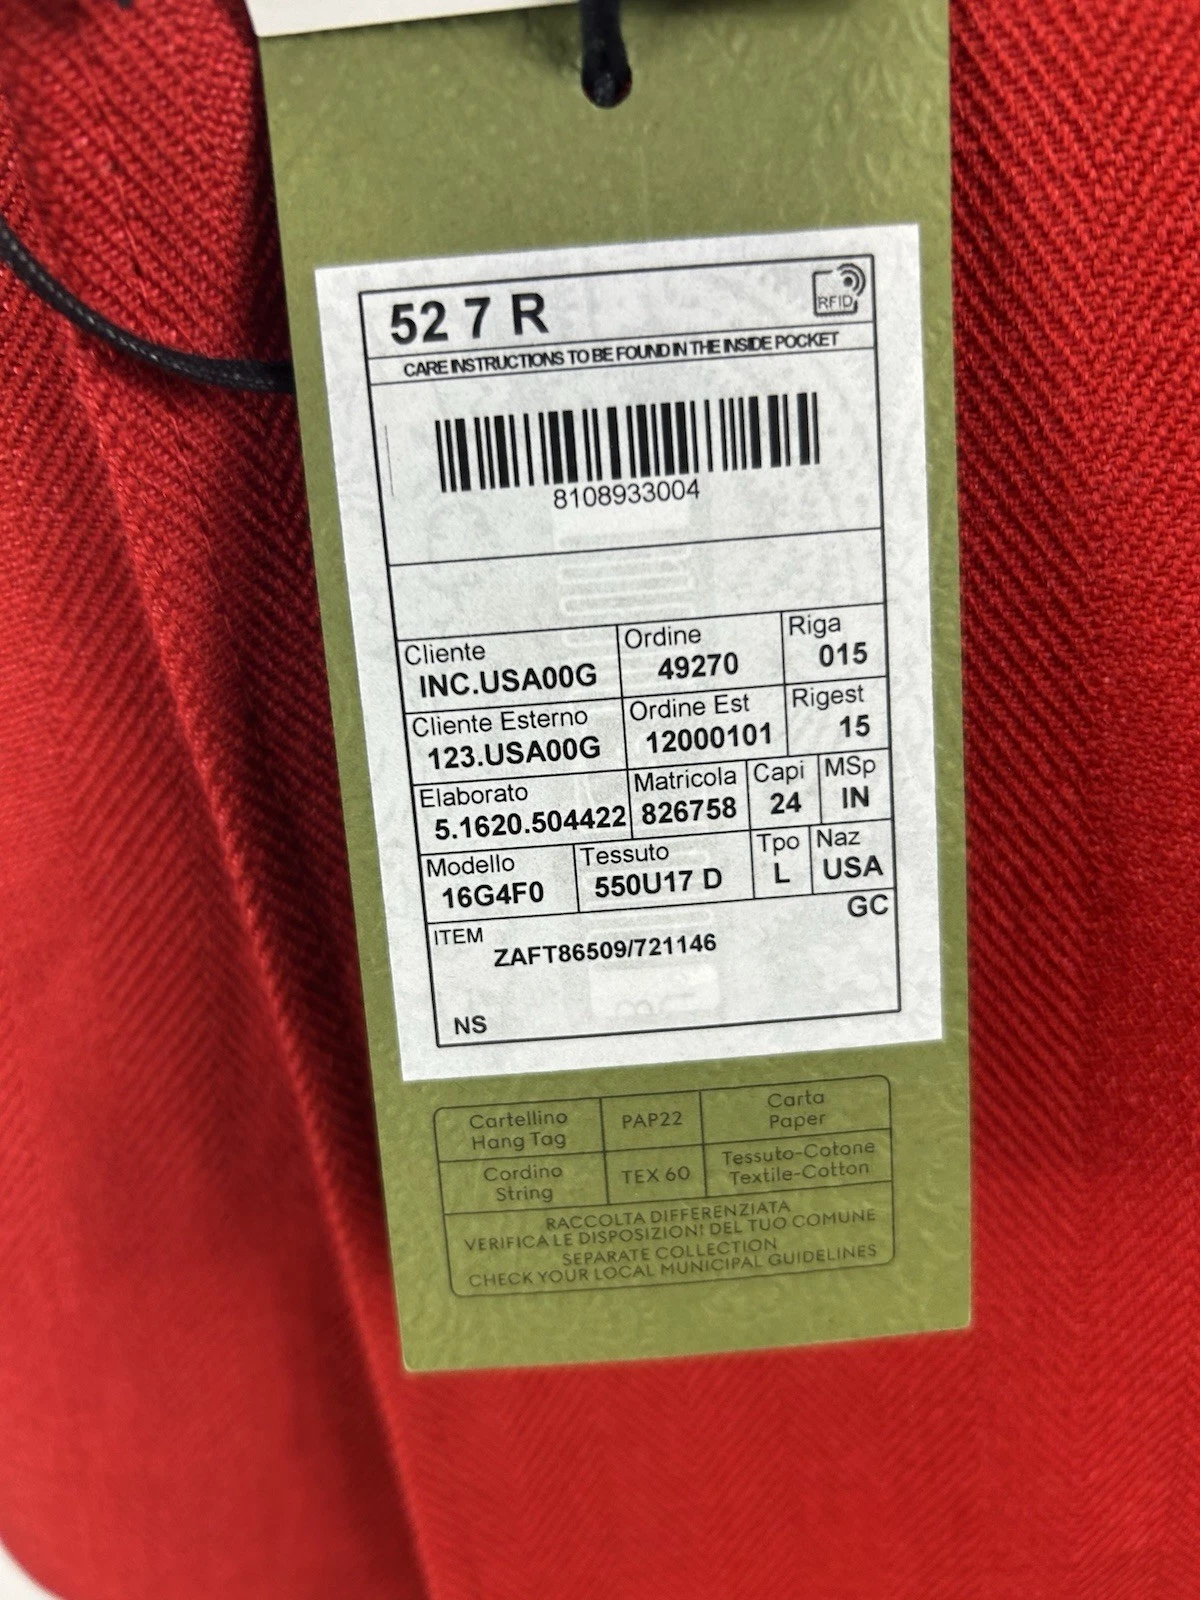 52 7 R
RFID
CARE INSTRUCTIONS TO BE FOUND IN THE INSIDE POCKET
8108933004
Cliente
INC.USA00G
Ordine
49270
Riga
015
Cliente Esterno
123.USA00G
Ordine Est
12000101
Rigest
15
Elaborato
5.1620.504422
Matricola
826758
Capi
24
MSp
IN
Modello
16G4F0
Tessuto
550U17 D
Tpo
L
Naz
USA
GC
ITEM
ZAFT86509/721146
NS
Cartellino
Hang Tag
PAP22
Carta
Paper
Cordino
String
TEX 60
Tessuto-Cotone
Textile-Cotton
RACCOLTA DIFFERENZIATA
VERIFICA LE DISPOSIZIONI DEL TUO COMUNE
SEPARATE COLLECTION
CHECK YOUR LOCAL MUNICIPAL GUIDELINES